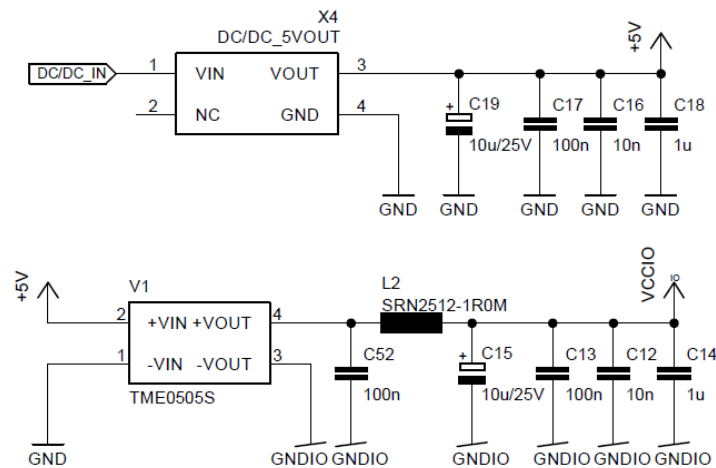 X4
DC/DC_5VOUT
+5V
DC/DC_IN
1
VIN
VOUT
3
2
NC
GND
4
+
C19
C17
C16
C18
10u/25V
100n
10n
1u
GND
GND
GND
GND
GND
+5V
V1
L2
SRN2512-1R0M
VCCIO
IO
2
+VIN +VOUT
4
1
-VIN -VOUT
3
TME0505S
C52
+
C15
C13
C12
C14
100n
10u/25V
100n
10n
1u
GND
GNDIO
GNDIO
GNDIO
GNDIO
GNDIO
GNDIO